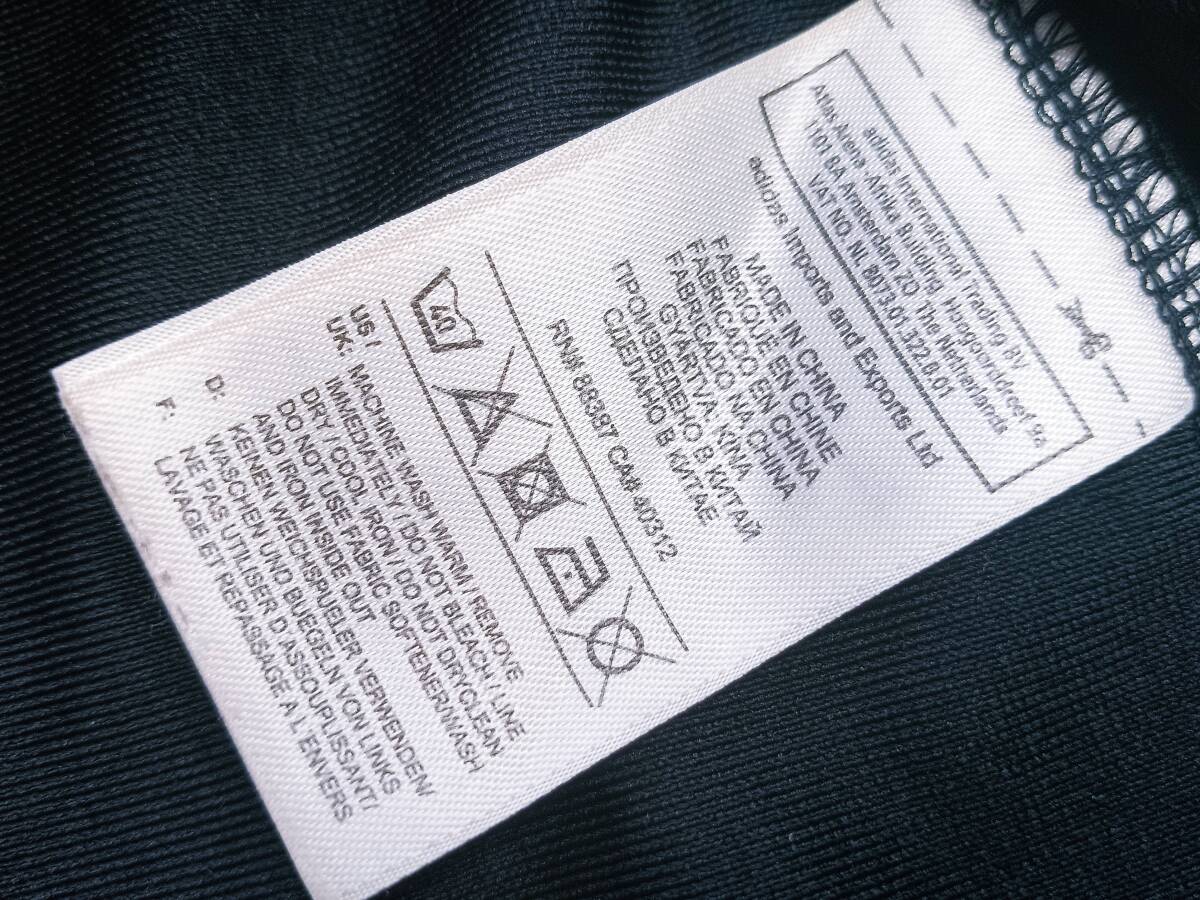 adidas International Trading BV
Atlas Arena Afrika Building, Hoogoorddreef 9a
1101 BA Amsterdam ZO The Netherlands
VAT NO. NL 8073.01.322.B.01
adidas Imports and Exports Ltd
MADE IN CHINA
FABRIQUE EN CHINE
FABRICADO EN CHINA
FABRICADO NA CHINA
GYARTVA: KINA
ПРОИЗВЕДЕНО В КИТАЙ
СДЕЛАНО В КИТАЕ
RN# 88387 CA# 40312
40
US / UK: MACHINE WASH WARM / REMOVE
IMMEDIATELY / DO NOT BLEACH / LINE
DRY / COOL IRON / DO NOT DRYCLEAN
DO NOT USE FABRIC SOFTENER/WASH
AND IRON INSIDE OUT
D: KEINEN WEICHSPUELER VERWENDEN/
WASCHEN UND BUEGELN VON LINKS
F: NE PAS UTILISER D ASSOUPLISSANT/
LAVAGE ET REPASSAGE A L ENVERS